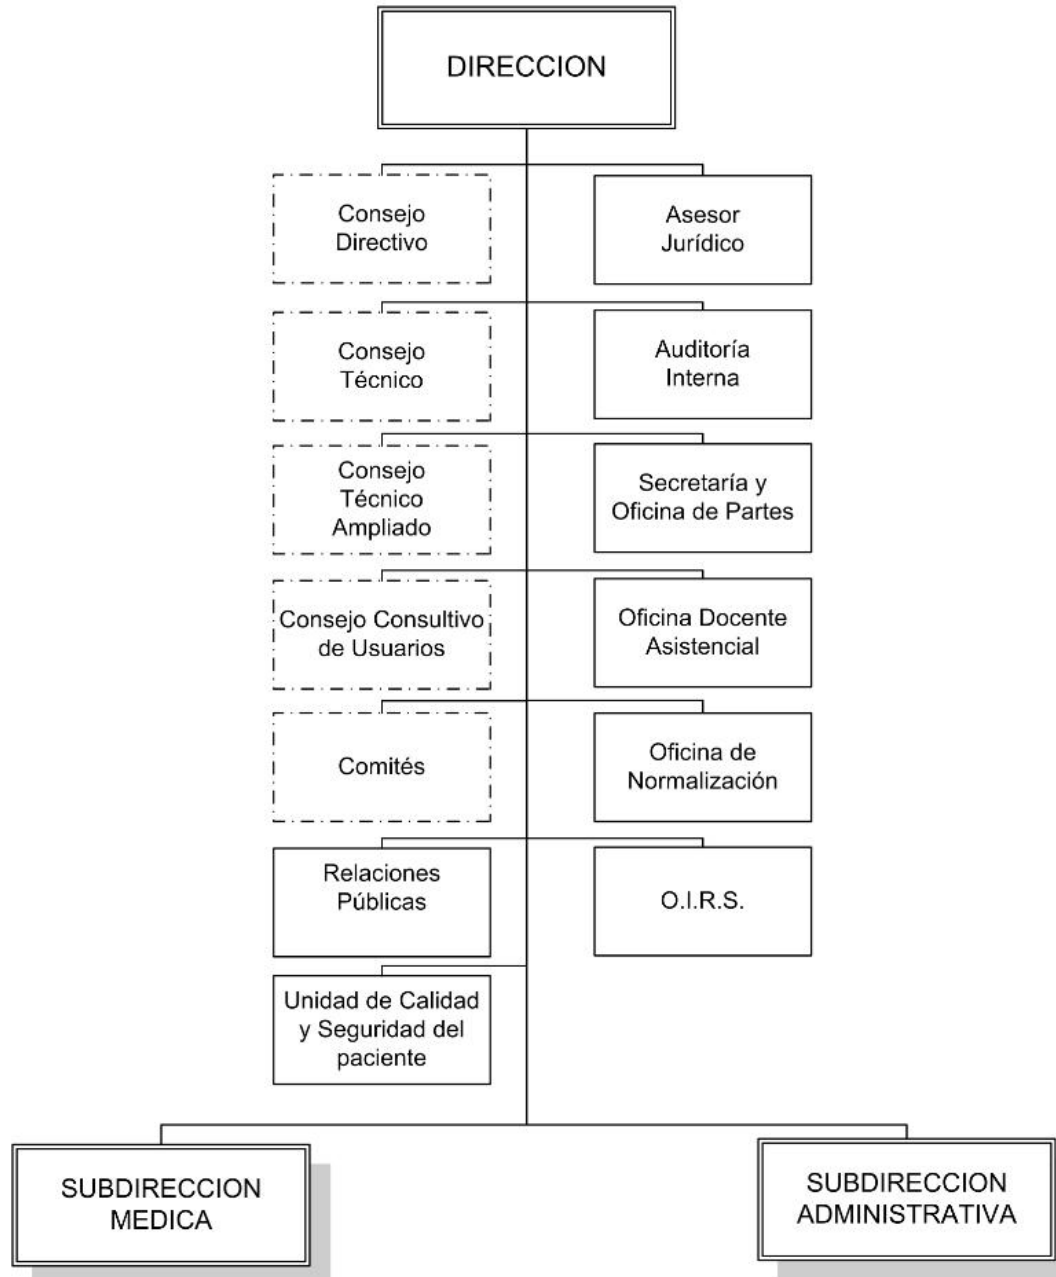 DIRECCION
Consejo
Directivo
Asesor
Jurídico
Consejo
Técnico
Auditoría
Interna
Consejo
Técnico
Ampliado
Secretaría y
Oficina de Partes
Consejo Consultivo
de Usuarios
Oficina Docente
Asistencial
Comités
Oficina de
Normalización
Relaciones
Públicas
O.I.R.S.
Unidad de Calidad
y Seguridad del
paciente
SUBDIRECCION
MEDICA
SUBDIRECCION
ADMINISTRATIVA